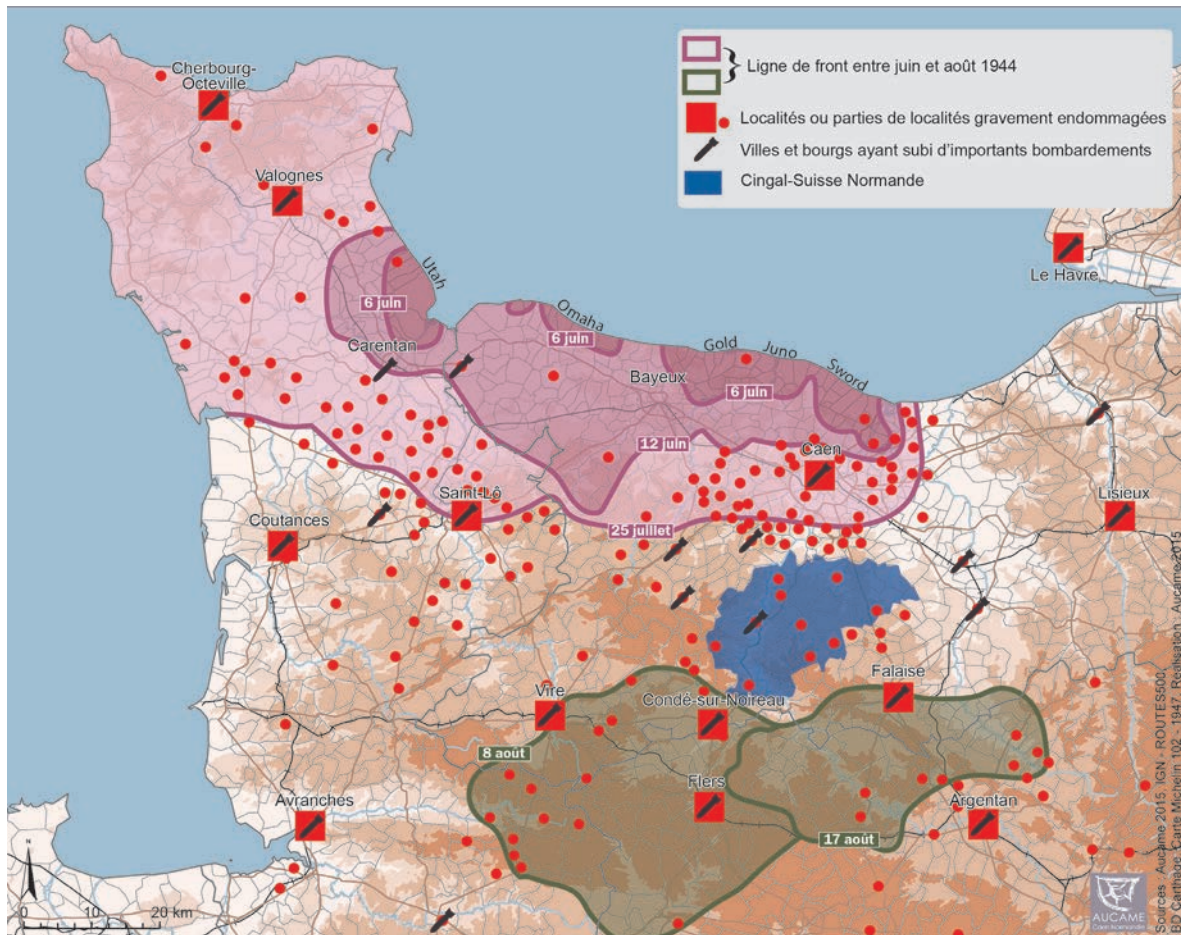 Ligne de front entre juin et août 1944
Localités ou parties de localités gravement endommagées
Villes et bourgs ayant subi d'importants bombardements
Cingal-Suisse Normande
Cherbourg-
Octeville
Valognes
Le Havre
Utah
6 juin
Omaha
6 juin
Carentan
Gold
Juno
Sword
Bayeux
6 juin
12 juin
Caen
Saint-Lô
Lisieux
Coutances
25 juillet
Falaise
Vire
Condé-sur-Noireau
8 août
Flers
Avranches
Argentan
17 août
N
0 10 20 km
AUCAME
Caen Normandie
Sources : Aucame 2015. IGN - ROUTES500.
BD Carthage. Carte Michelin 102 - 1947. Réalisation : Aucame 2015